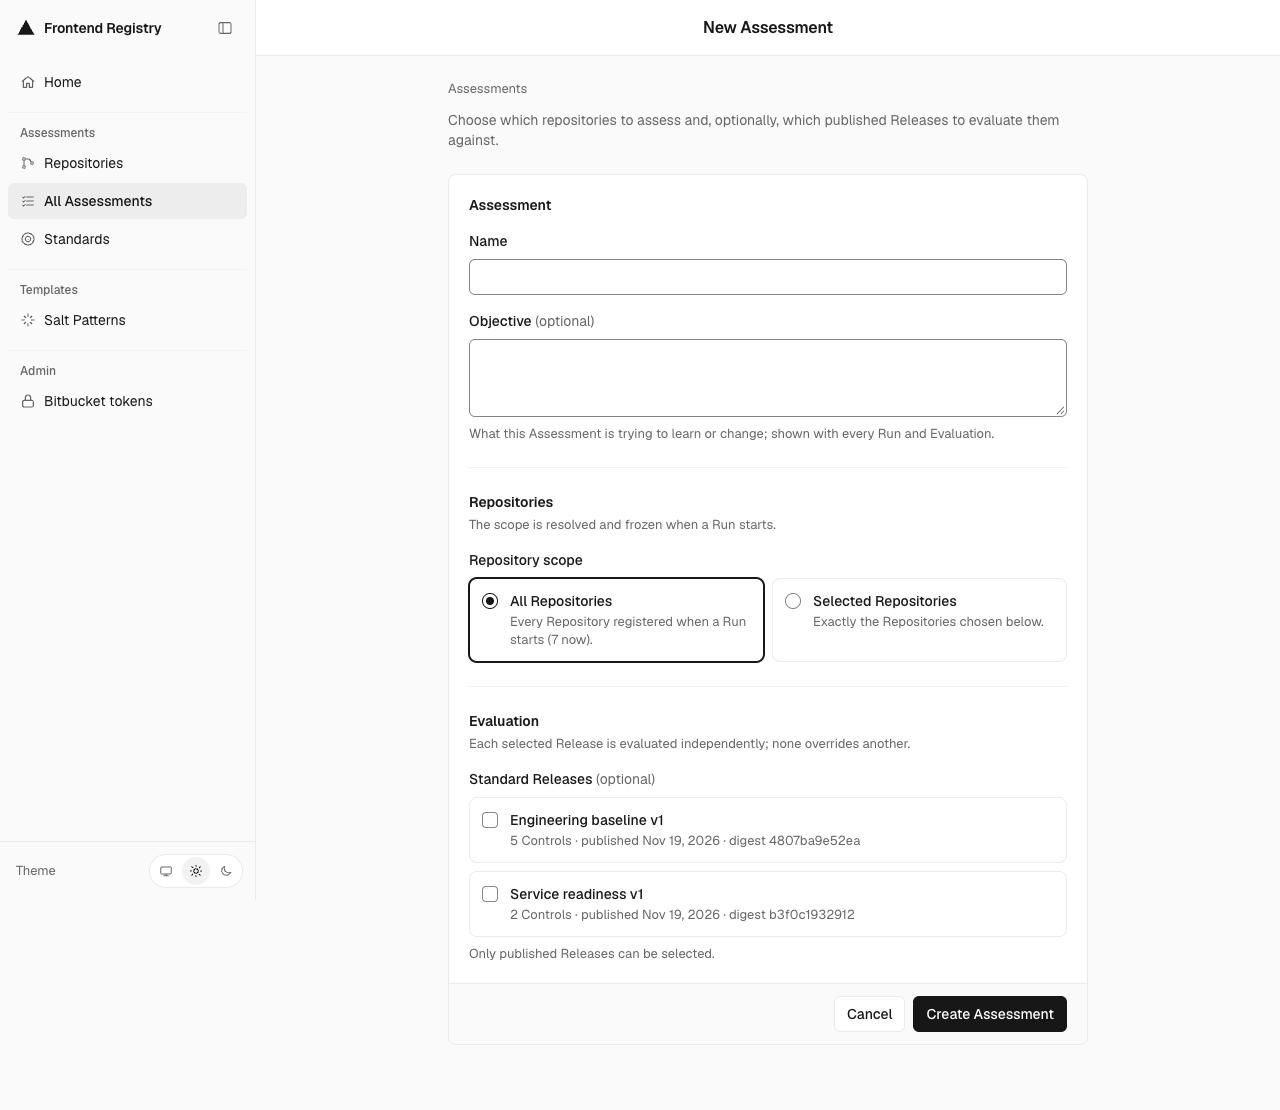 Frontend Registry
Home
Assessments
Repositories
All Assessments
Standards
Templates
Salt Patterns
Admin
Bitbucket tokens
Theme
New Assessment
Assessments
Choose which repositories to assess and, optionally, which published Releases to evaluate them
against.
Assessment
Name
Objective (optional)
What this Assessment is trying to learn or change; shown with every Run and Evaluation.
Repositories
The scope is resolved and frozen when a Run starts.
Repository scope
All Repositories
Every Repository registered when a Run
starts (7 now).
Selected Repositories
Exactly the Repositories chosen below.
Evaluation
Each selected Release is evaluated independently; none overrides another.
Standard Releases (optional)
Engineering baseline v1
5 Controls · published Nov 19, 2026 · digest 4807ba9e52ea
Service readiness v1
2 Controls · published Nov 19, 2026 · digest b3f0c1932912
Only published Releases can be selected.
Cancel
Create Assessment